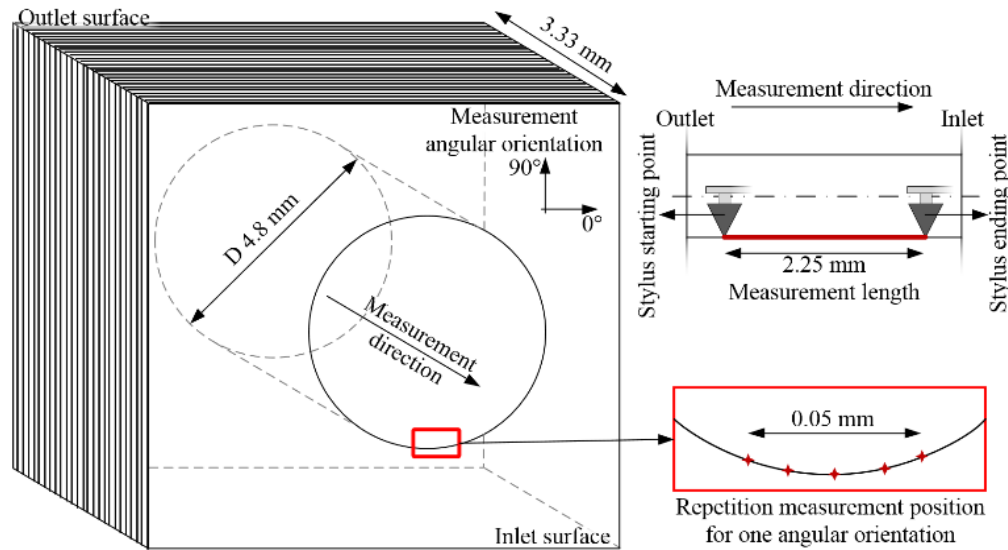 Outlet surface
3.33 mm
Measurement
angular orientation
90°
0°
D 4.8 mm
Measurement
direction
Inlet surface
Measurement direction
Outlet
Inlet
Stylus starting point
Stylus ending point
2.25 mm
Measurement length
0.05 mm
Repetition measurement position
for one angular orientation